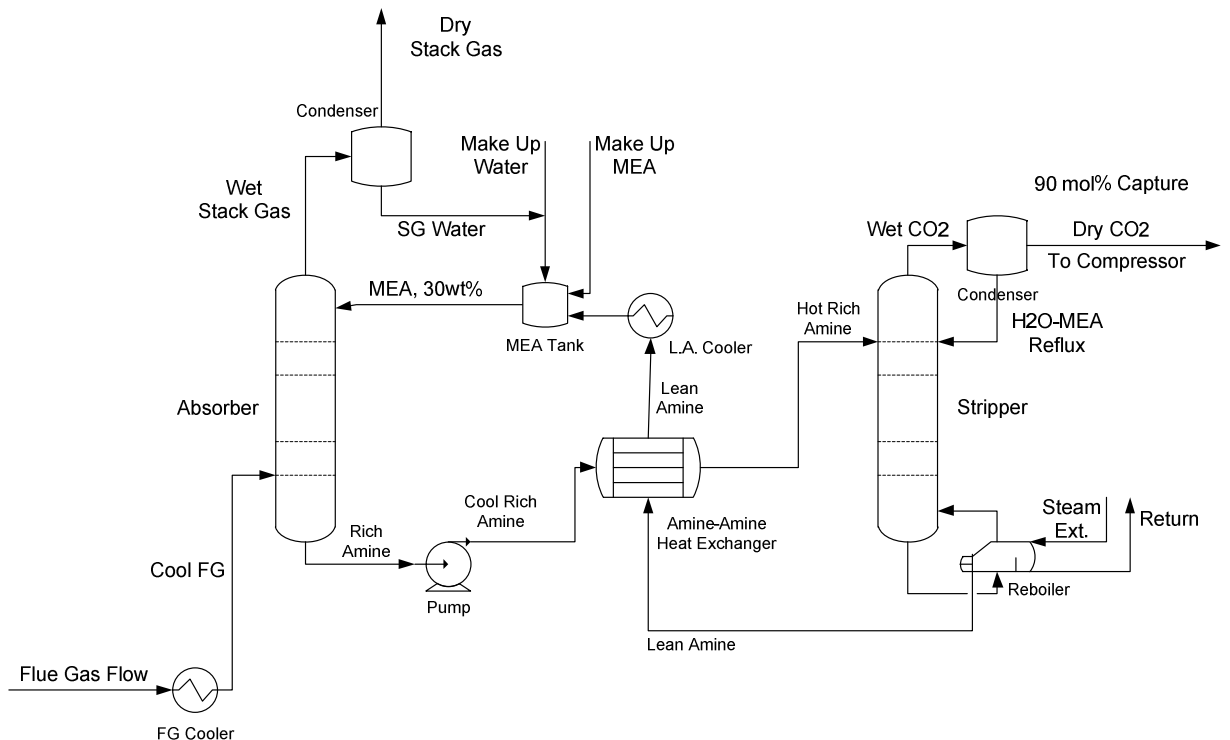 Dry
Stack Gas
Condenser
Make Up
Water
Make Up
MEA
Wet
Stack Gas
SG Water
90 mol% Capture
Wet CO2
Dry CO2
To Compressor
Condenser
H2O-MEA
Reflux
MEA, 30wt%
MEA Tank
L.A. Cooler
Hot Rich
Amine
Lean
Amine
Absorber
Stripper
Cool Rich
Amine
Amine-Amine
Heat Exchanger
Rich
Amine
Steam
Ext.
Return
Cool FG
Pump
Reboiler
Lean Amine
Flue Gas Flow
FG Cooler